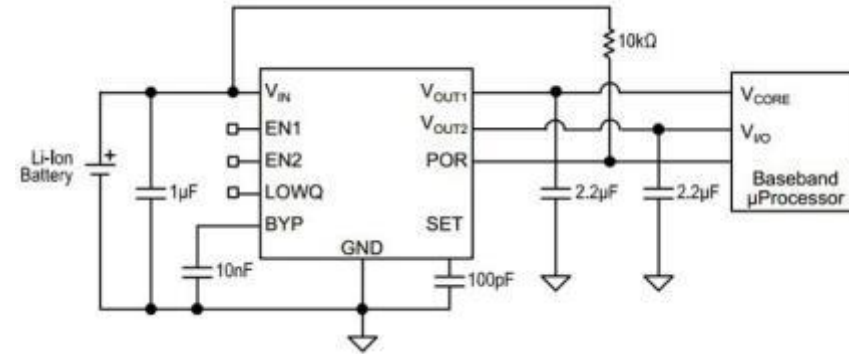 10kΩ
VIN
VOUT1
VCORE
EN1
VOUT2
VI/O
Li-Ion
Battery
+
EN2
POR
1µF
LOWQ
2.2µF
2.2µF
Baseband
µProcessor
BYP
SET
GND
10nF
100pF